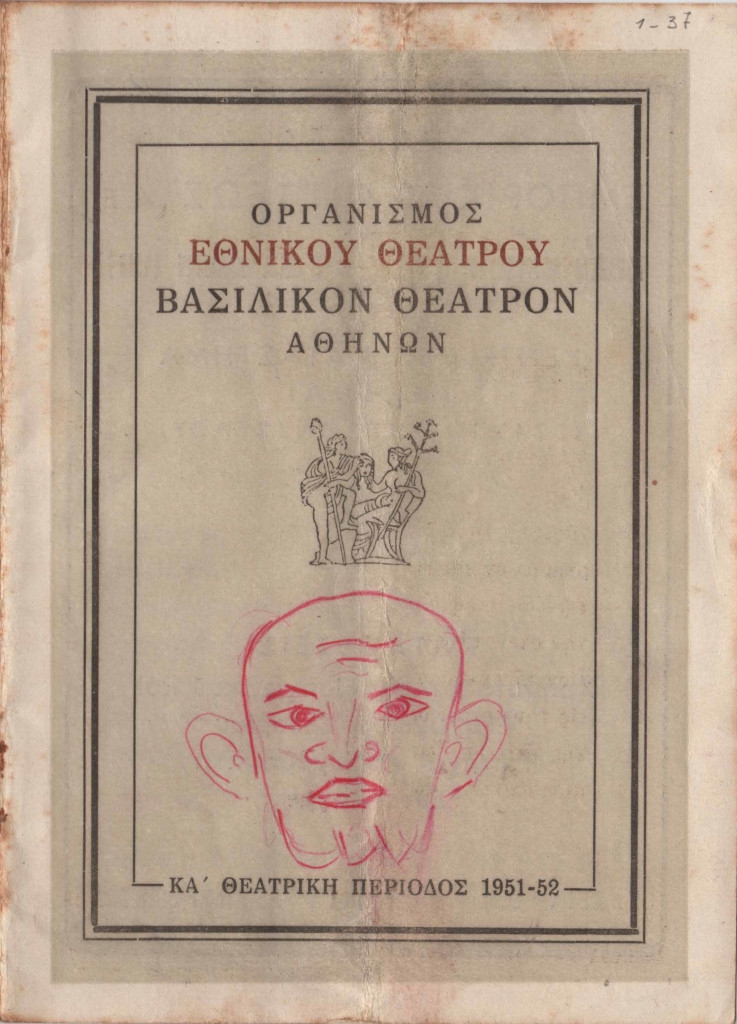 1-37
ΟΡΓΑΝΙΣΜΟΣ
ΕΘΝΙΚΟΥ ΘΕΑΤΡΟΥ
ΒΑΣΙΛΙΚΟΝ ΘΕΑΤΡΟΝ
ΑΘΗΝΩΝ
ΚΑ΄ ΘΕΑΤΡΙΚΗ ΠΕΡΙΟΔΟΣ 1951-52